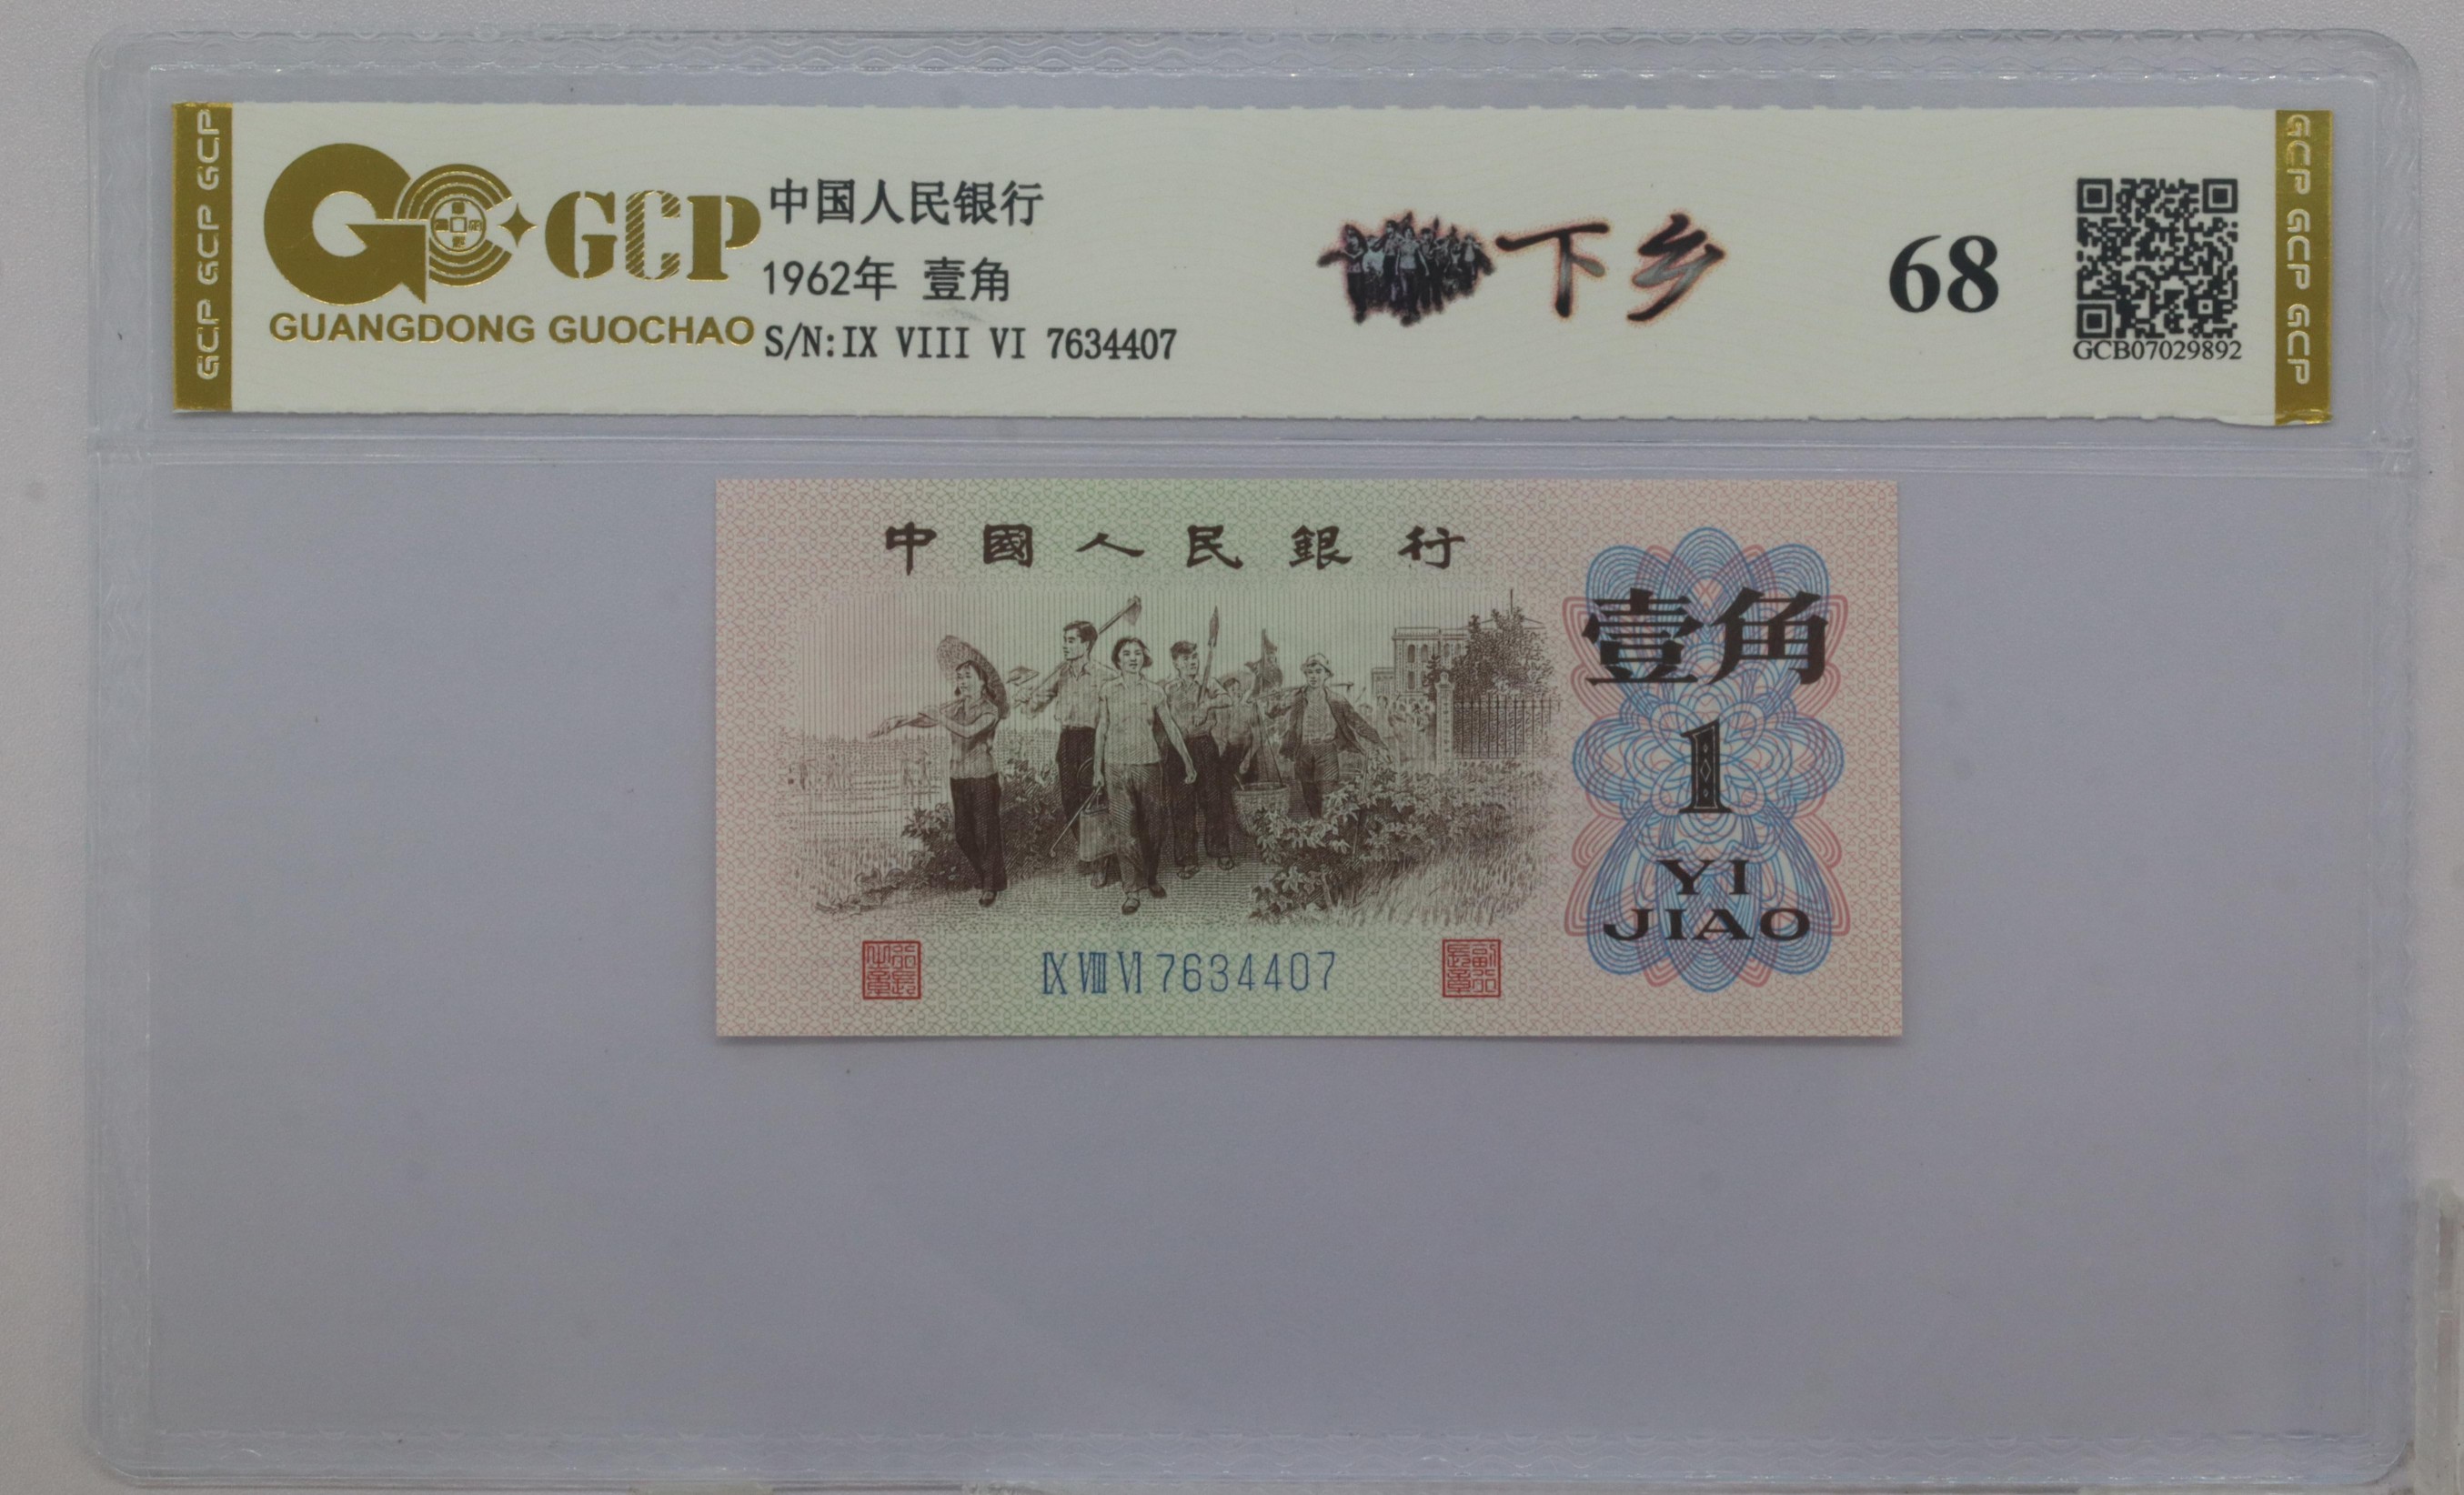 GCP GCP GCP
GCP
GUANGDONG GUOCHAO
中国人民银行
1962年 壹角
S/N:IX VIII VI 7634407
下乡
68
GCB07029892
GCP GCP GCP
中國人民銀行
壹角
1
YI
JIAO
IX VIII VI 7634407